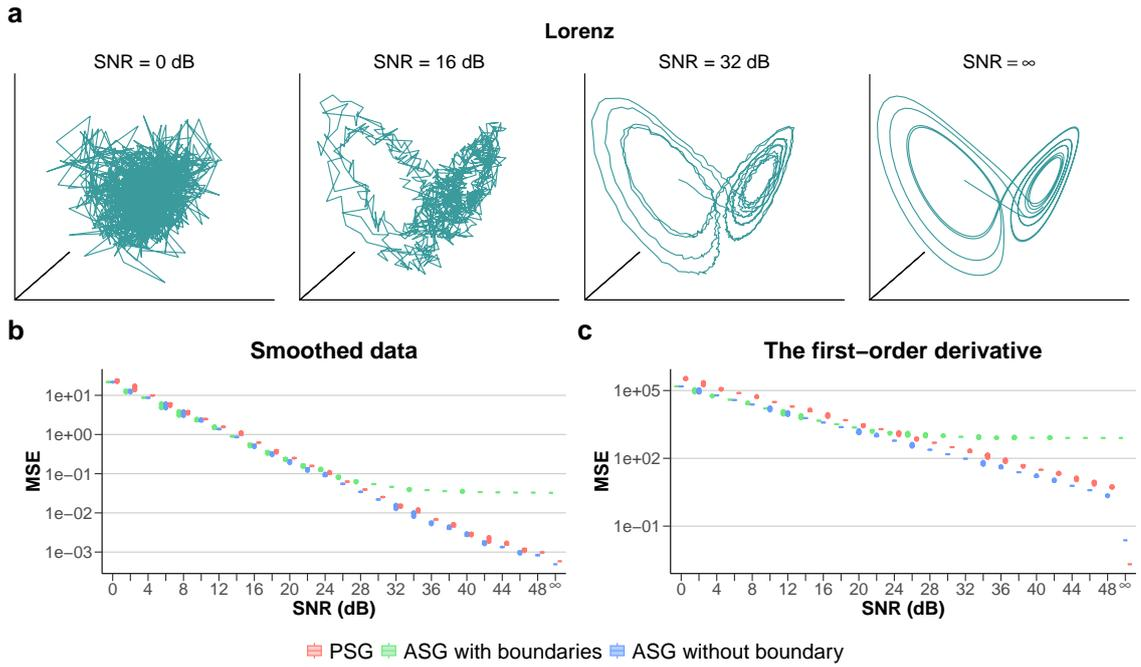 a
Lorenz
SNR = 0 dB
SNR = 16 dB
SNR = 32 dB
SNR = ∞
b
Smoothed data
MSE
1e+01
1e+00
1e−01
1e−02
1e−03
0 4 8 12 16 20 24 28 32 36 40 44 48 ∞
SNR (dB)
c
The first−order derivative
MSE
1e+05
1e+02
1e−01
0 4 8 12 16 20 24 28 32 36 40 44 48 ∞
SNR (dB)
PSG ASG with boundaries ASG without boundary